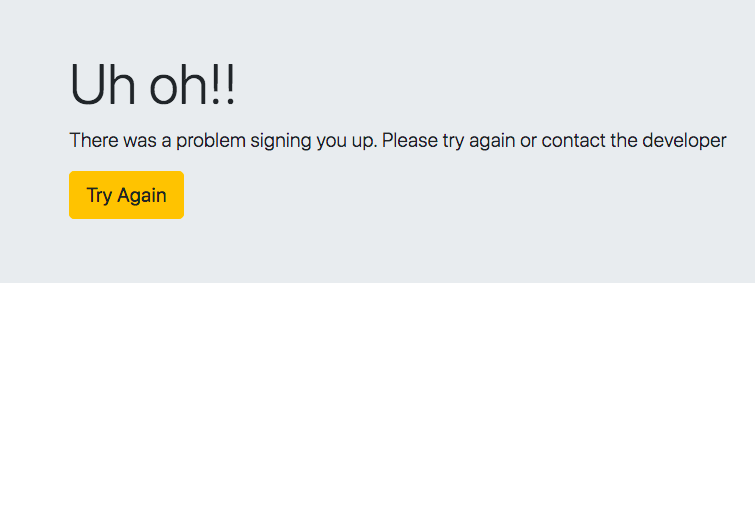 Uh oh!!
There was a problem signing you up. Please try again or contact the developer
Try Again